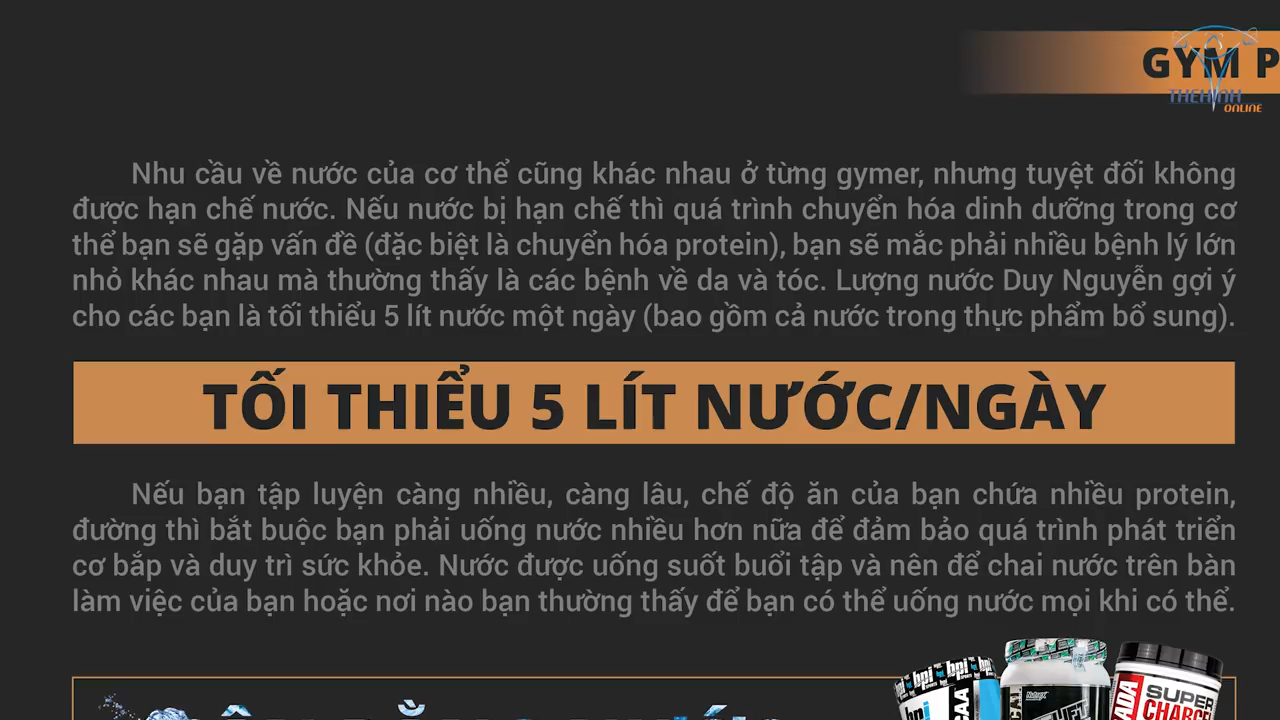 GYM P
THEHINH
ONLINE
Nhu cầu về nước của cơ thể cũng khác nhau ở từng gymer, nhưng tuyệt đối không
được hạn chế nước. Nếu nước bị hạn chế thì quá trình chuyển hóa dinh dưỡng trong cơ
thể bạn sẽ gặp vấn đề (đặc biệt là chuyển hóa protein), bạn sẽ mắc phải nhiều bệnh lý lớn
nhỏ khác nhau mà thường thấy là các bệnh về da và tóc. Lượng nước Duy Nguyễn gợi ý
cho các bạn là tối thiểu 5 lít nước một ngày (bao gồm cả nước trong thực phẩm bổ sung).
TỐI THIỂU 5 LÍT NƯỚC/NGÀY
Nếu bạn tập luyện càng nhiều, càng lâu, chế độ ăn của bạn chứa nhiều protein,
đường thì bắt buộc bạn phải uống nước nhiều hơn nữa để đảm bảo quá trình phát triển
cơ bắp và duy trì sức khỏe. Nước được uống suốt buổi tập và nên để chai nước trên bàn
làm việc của bạn hoặc nơi nào bạn thường thấy để bạn có thể uống nước mọi khi có thể.
bpi bpi bpi
SUPER
CHARGE